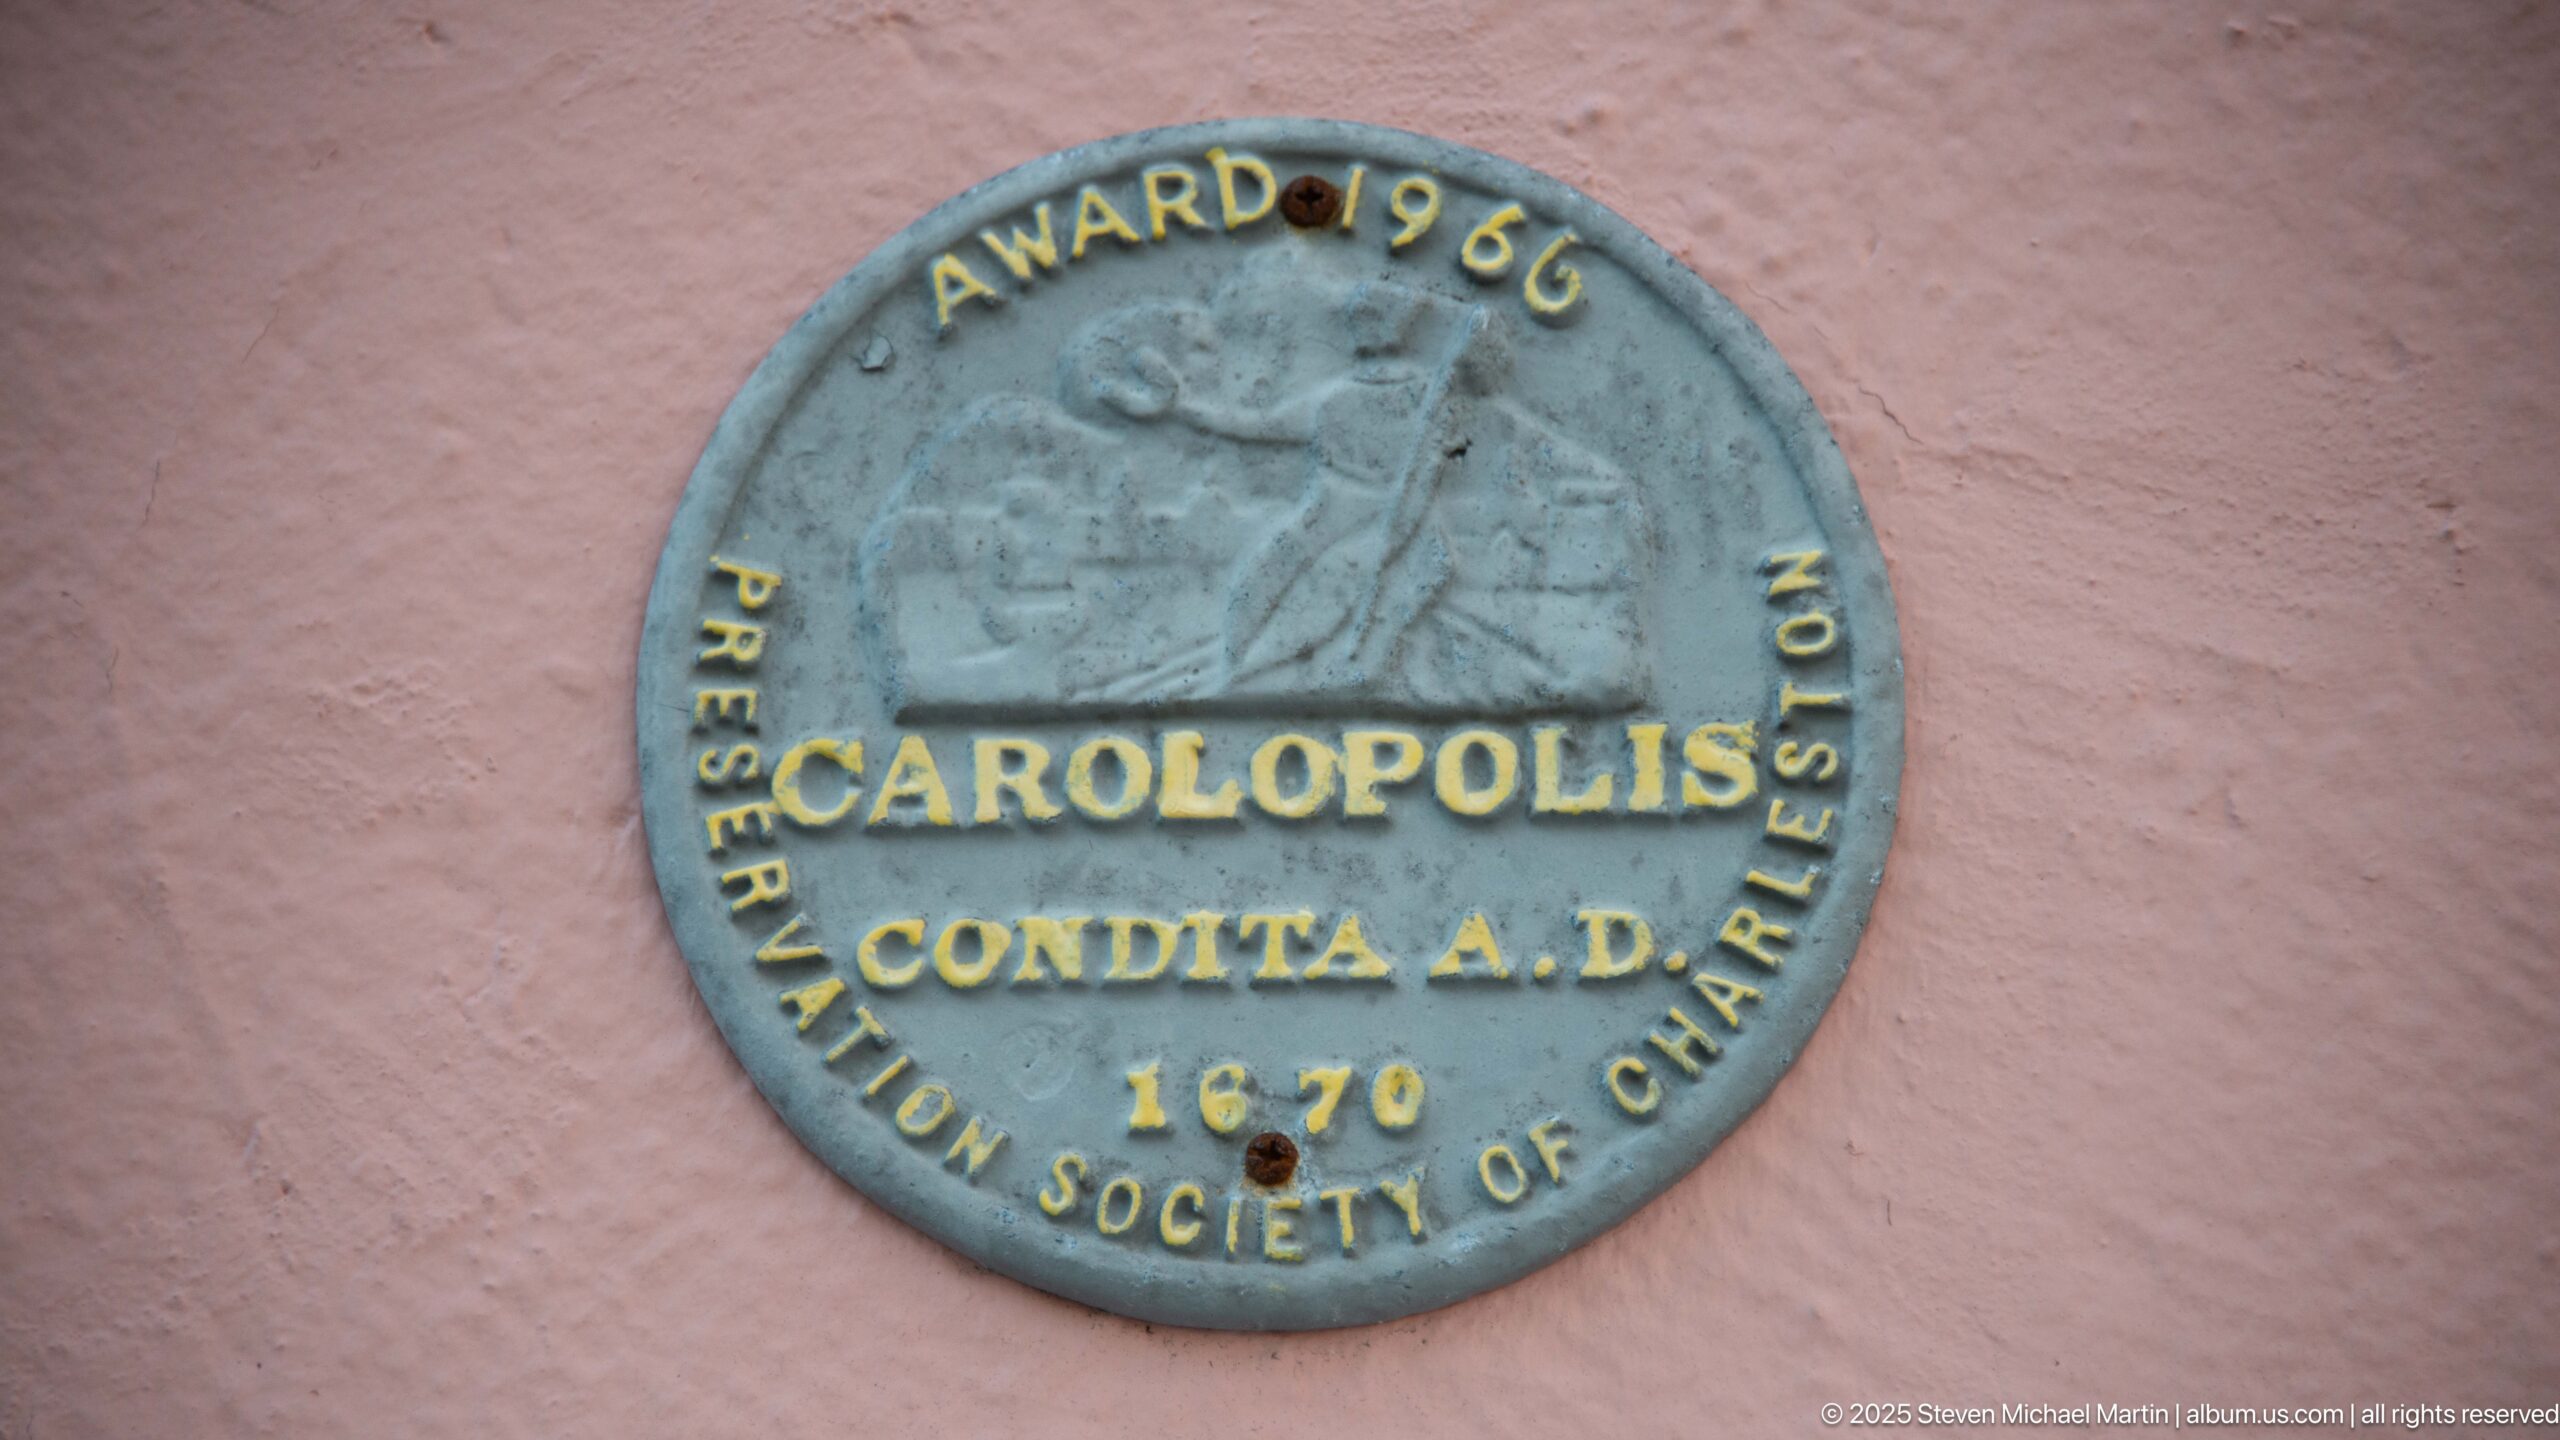 AWARD 1966
CAROLOPOLIS
CONDITA A.D.
1670
PRESERVATION SOCIETY OF CHARLESTON
© 2025 Steven Michael Martin | album.us.com | all rights reserved